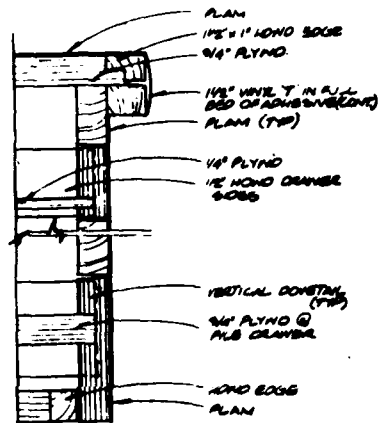 PLAM
1 1/2" x 1" HDWD EDGE
3/4" PLYWD.
1 1/2" VINYL 'T' IN FULL
BED OF ADHESIVE (CONT)
PLAM (TYP)
1/4" PLYWD
1/2" HDWD DRAWER
SIDES
VERTICAL DOVETAIL
(TYP)
3/4" PLYWD @
FILE DRAWER
HDWD EDGE
PLAM